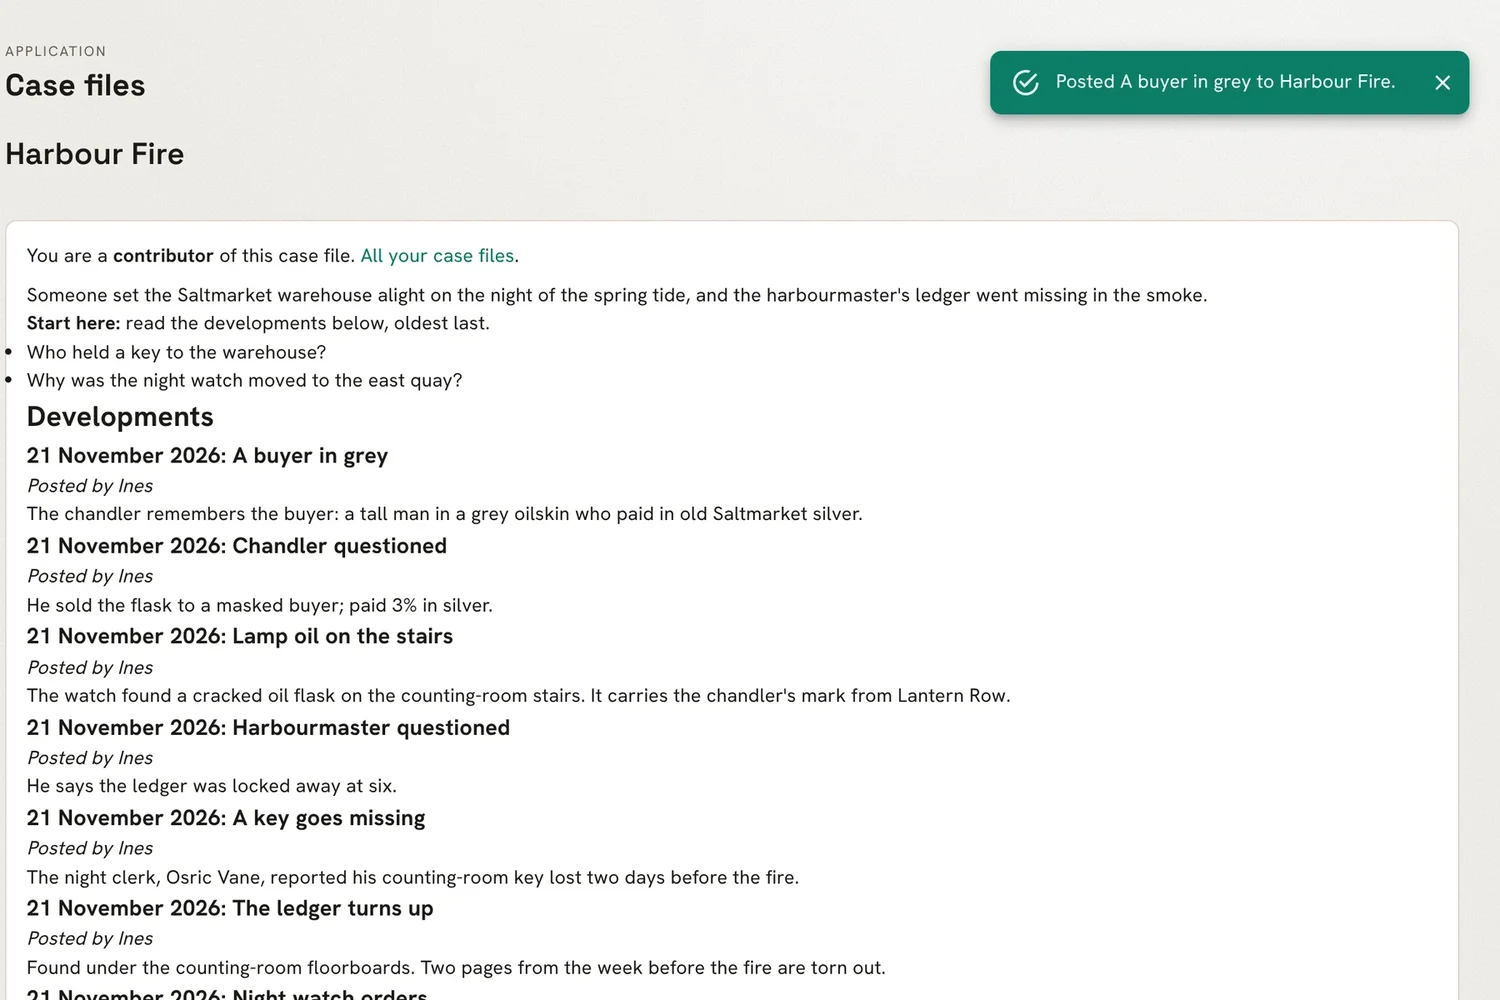 APPLICATION
Case files
Posted A buyer in grey to Harbour Fire.
Harbour Fire
You are a contributor of this case file. All your case files.
Someone set the Saltmarket warehouse alight on the night of the spring tide, and the harbourmaster's ledger went missing in the smoke.
Start here: read the developments below, oldest last.
• Who held a key to the warehouse?
• Why was the night watch moved to the east quay?
Developments
21 November 2026: A buyer in grey
Posted by Ines
The chandler remembers the buyer: a tall man in a grey oilskin who paid in old Saltmarket silver.
21 November 2026: Chandler questioned
Posted by Ines
He sold the flask to a masked buyer; paid 3% in silver.
21 November 2026: Lamp oil on the stairs
Posted by Ines
The watch found a cracked oil flask on the counting-room stairs. It carries the chandler's mark from Lantern Row.
21 November 2026: Harbourmaster questioned
Posted by Ines
He says the ledger was locked away at six.
21 November 2026: A key goes missing
Posted by Ines
The night clerk, Osric Vane, reported his counting-room key lost two days before the fire.
21 November 2026: The ledger turns up
Posted by Ines
Found under the counting-room floorboards. Two pages from the week before the fire are torn out.
21 November 2026: Night watch orders